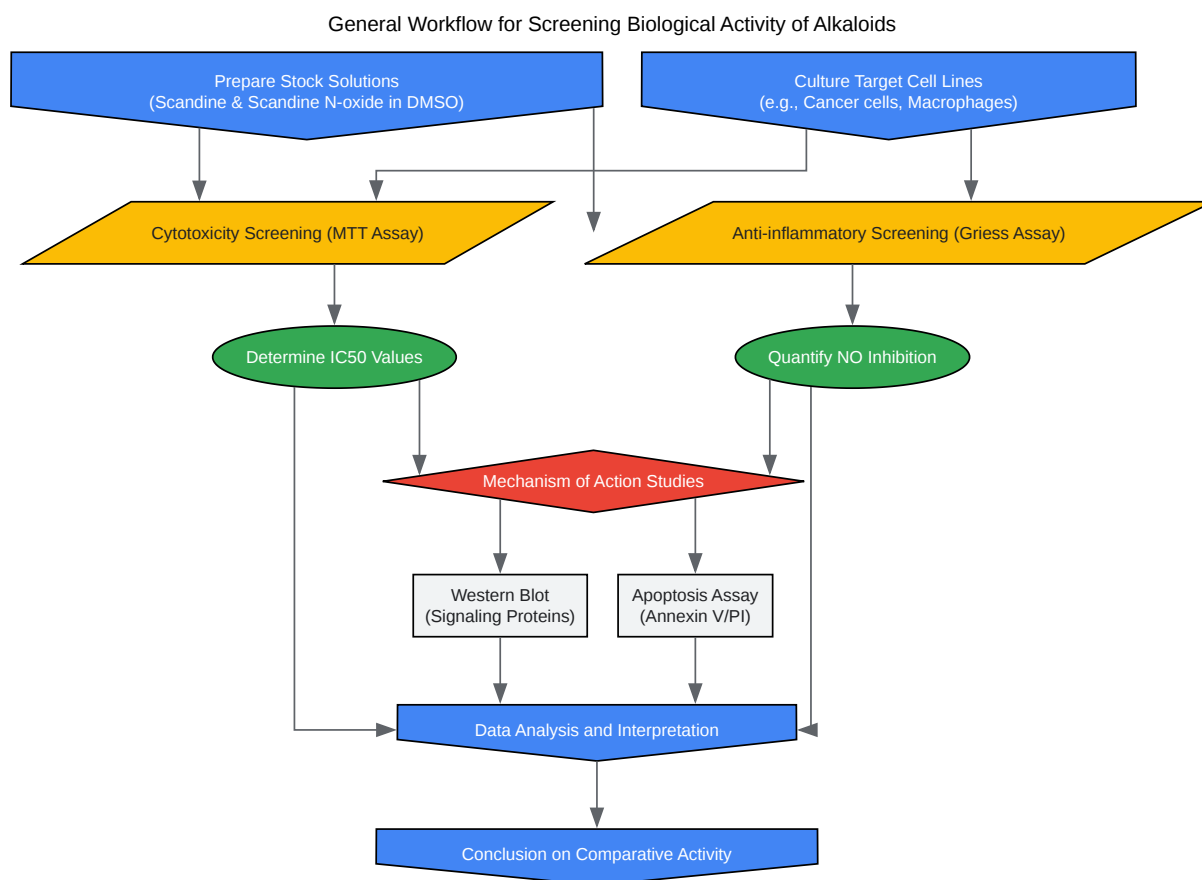 General Workflow for Screening Biological Activity of Alkaloids
Prepare Stock Solutions
(Scandine & Scandine N-oxide in DMSO)
Culture Target Cell Lines
(e.g., Cancer cells, Macrophages)
Cytotoxicity Screening (MTT Assay)
Anti-inflammatory Screening (Griess Assay)
Determine IC50 Values
Quantify NO Inhibition
Mechanism of Action Studies
Western Blot
(Signaling Proteins)
Apoptosis Assay
(Annexin V/PI)
Data Analysis and Interpretation
Conclusion on Comparative Activity